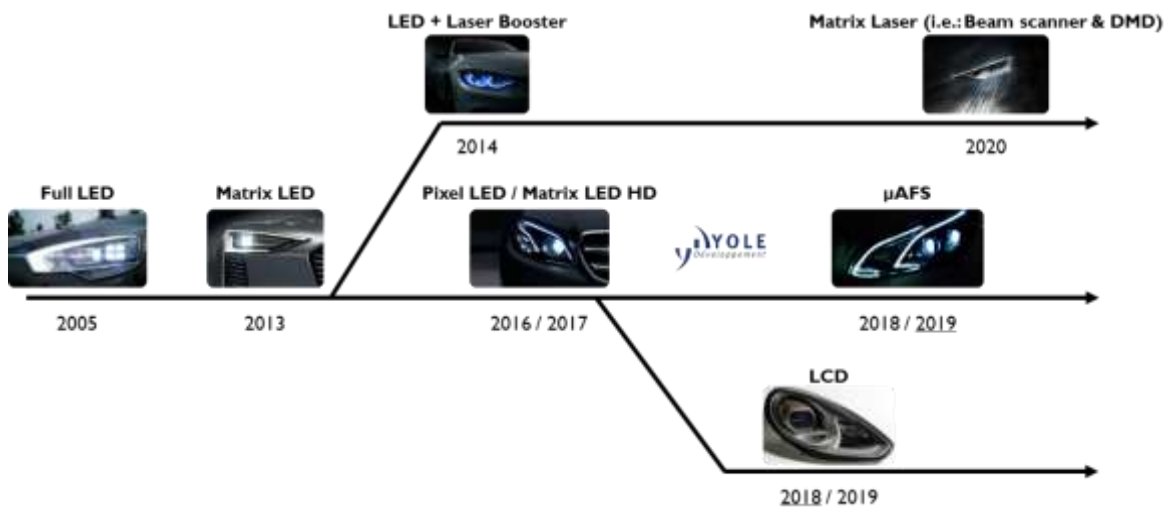 LED + Laser Booster
Matrix Laser (i.e.: Beam scanner & DMD)
2014
2020
Full LED
Matrix LED
Pixel LED / Matrix LED HD
µAFS
YOLE
Développement
2005
2013
2016 / 2017
2018 / 2019
LCD
2018 / 2019